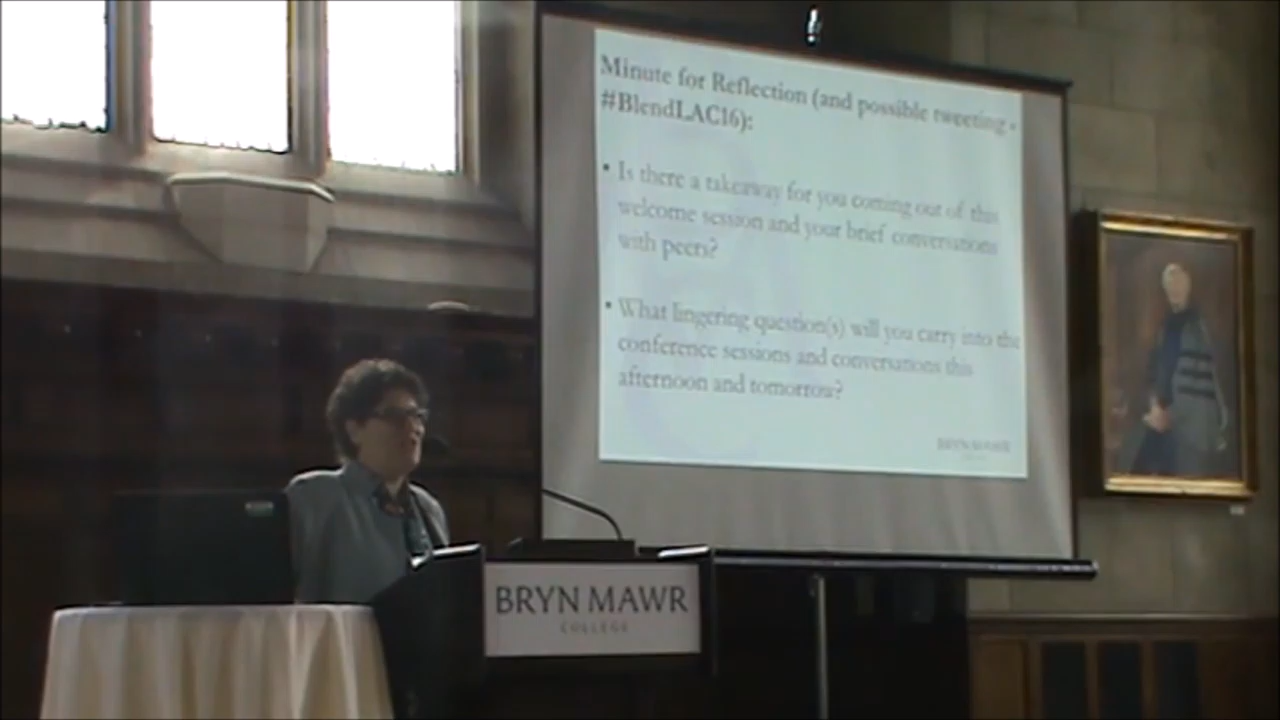 Minute for Reflection (and possible tweeting -
#BlendLAC16):
• Is there a takeaway for you coming out of this
welcome session and your brief conversations
with peers?
• What lingering question(s) will you carry into the
conference sessions and conversations this
afternoon and tomorrow?
BRYN MAWR
BRYN MAWR
COLLEGE